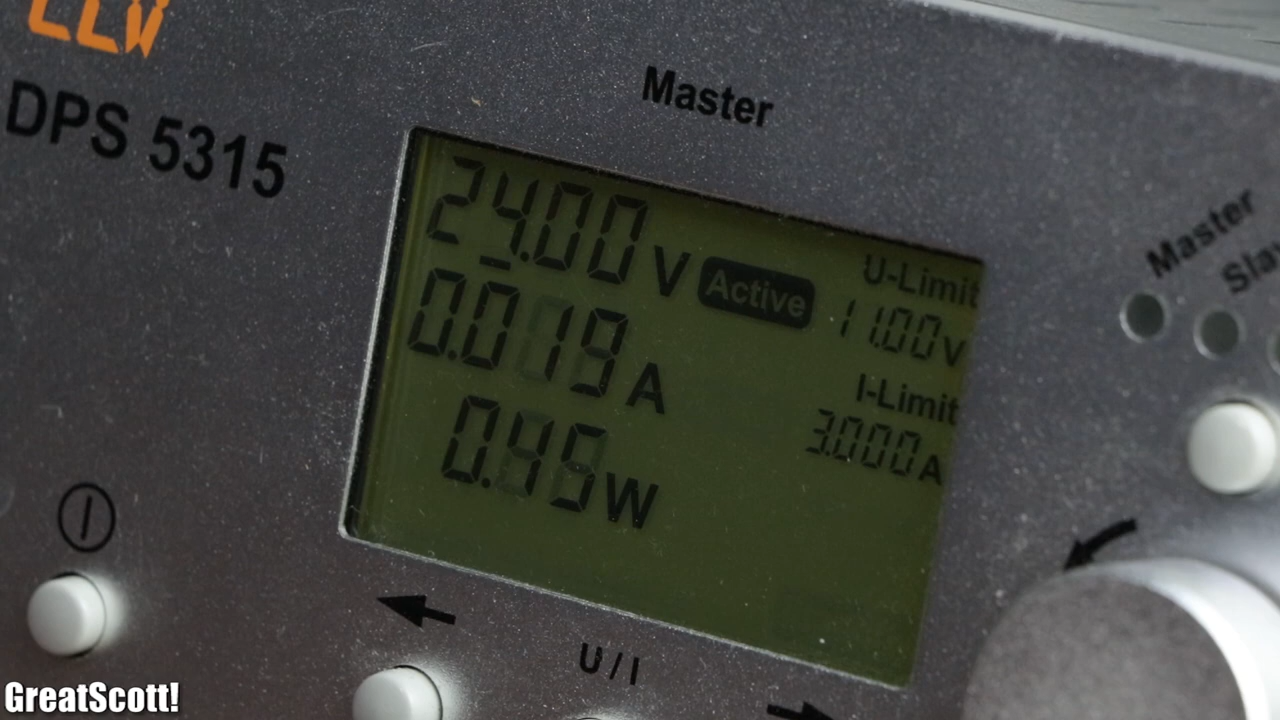 DPS 5315
Master
24.00 V
Active
U-Limit
11.00 V
0.019 A
I-Limit
3.000 A
0.45 W
Master
U/I
GreatScott!